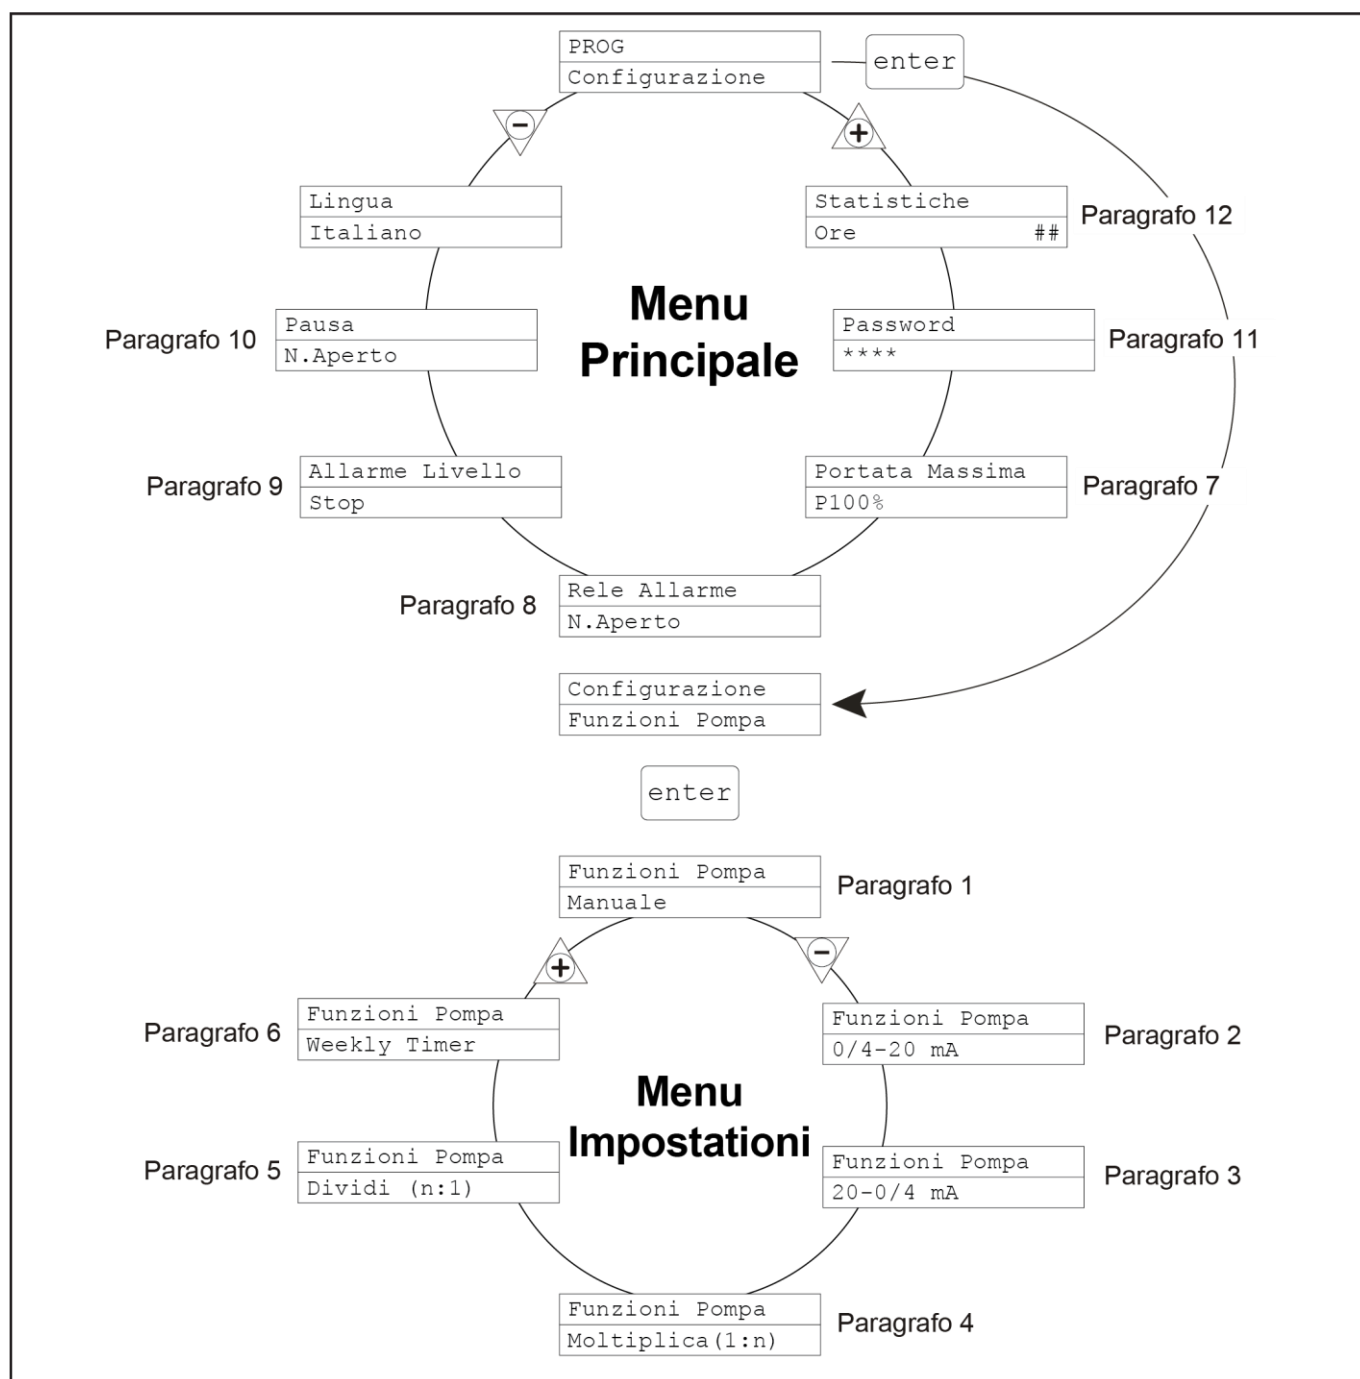 PROG
Configurazione
enter
−
+
Lingua
Italiano
Statistiche
Ore ##
Paragrafo 12
Menu
Principale
Paragrafo 10
Pausa
N.Aperto
Password
****
Paragrafo 11
Paragrafo 9
Allarme Livello
Stop
Portata Massima
P100%
Paragrafo 7
Paragrafo 8
Rele Allarme
N.Aperto
Configurazione
Funzioni Pompa
enter
Funzioni Pompa
Manuale
Paragrafo 1
+
−
Paragrafo 6
Funzioni Pompa
Weekly Timer
Funzioni Pompa
0/4-20 mA
Paragrafo 2
Menu
Impostationi
Paragrafo 5
Funzioni Pompa
Dividi (n:1)
Funzioni Pompa
20-0/4 mA
Paragrafo 3
Funzioni Pompa
Moltiplica(1:n)
Paragrafo 4